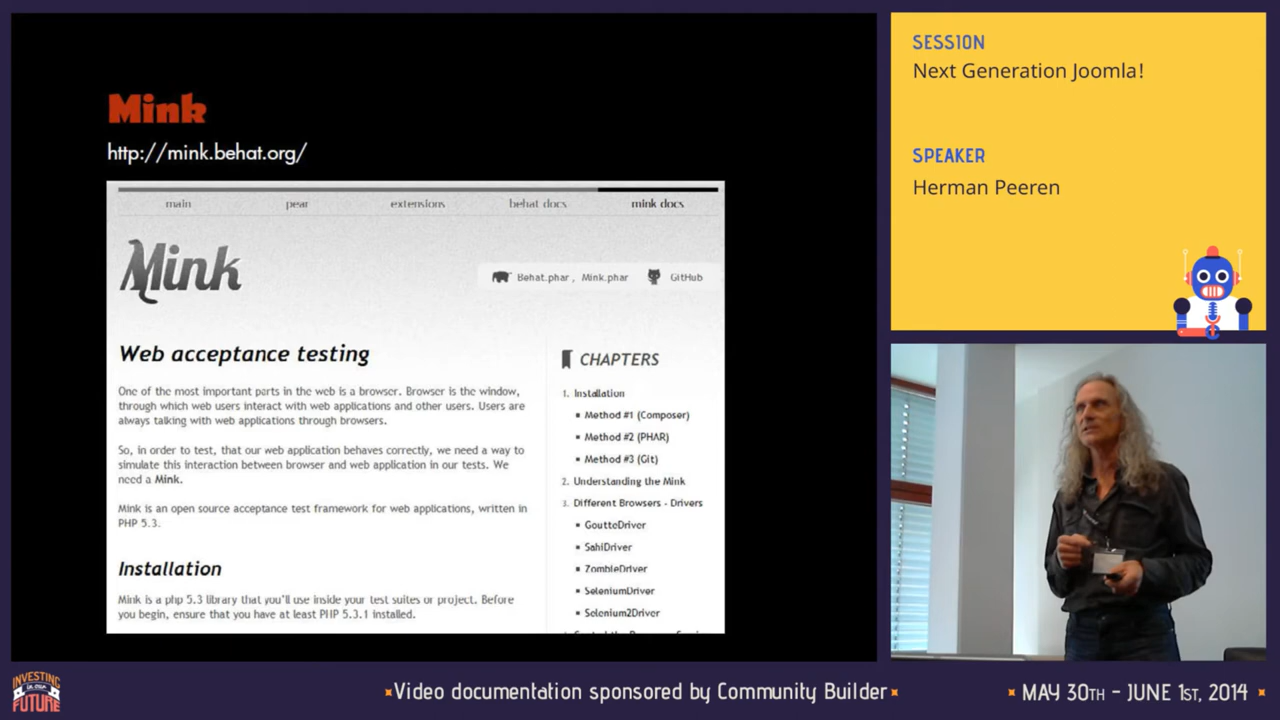 Mink
http://mink.behat.org/
main pear extensions behat docs mink docs
Mink
Behat.phar , Mink.phar GitHub
Web acceptance testing
One of the most important parts in the web is a browser. Browser is the window,
through which web users interact with web applications and other users. Users are
always talking with web applications through browsers.
So, in order to test, that our web application behaves correctly, we need a way to
simulate this interaction between browser and web application in our tests. We
need a Mink.
Mink is an open source acceptance test framework for web applications, written in
PHP 5.3.
Installation
Mink is a php 5.3 library that you'll use inside your test suites or project. Before
you begin, ensure that you have at least PHP 5.3.1 installed.
CHAPTERS
1. Installation
▪ Method #1 (Composer)
▪ Method #2 (PHAR)
▪ Method #3 (Git)
2. Understanding the Mink
3. Different Browsers - Drivers
▪ GoutteDriver
▪ SahiDriver
▪ ZombieDriver
▪ SeleniumDriver
▪ Selenium2Driver
SESSION
Next Generation Joomla!
SPEAKER
Herman Peeren
INVESTING
in our
FUTURE
Video documentation sponsored by Community Builder
MAY 30TH - JUNE 1ST, 2014